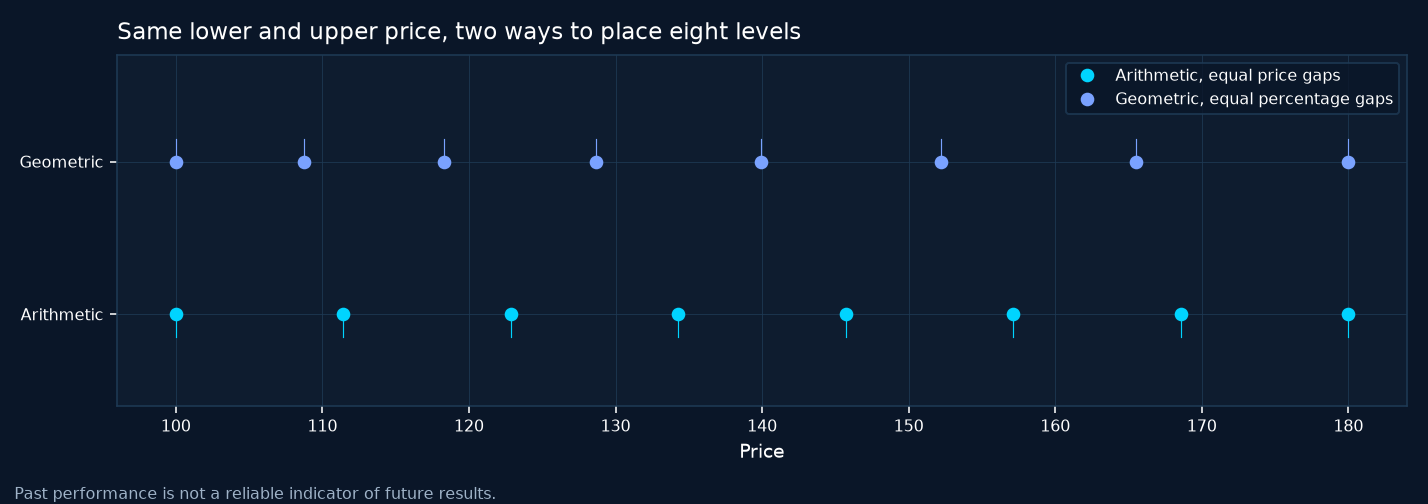 Same lower and upper price, two ways to place eight levels
Arithmetic, equal price gaps
Geometric, equal percentage gaps
Geometric
Arithmetic
100 110 120 130 140 150 160 170 180
Price
Past performance is not a reliable indicator of future results.